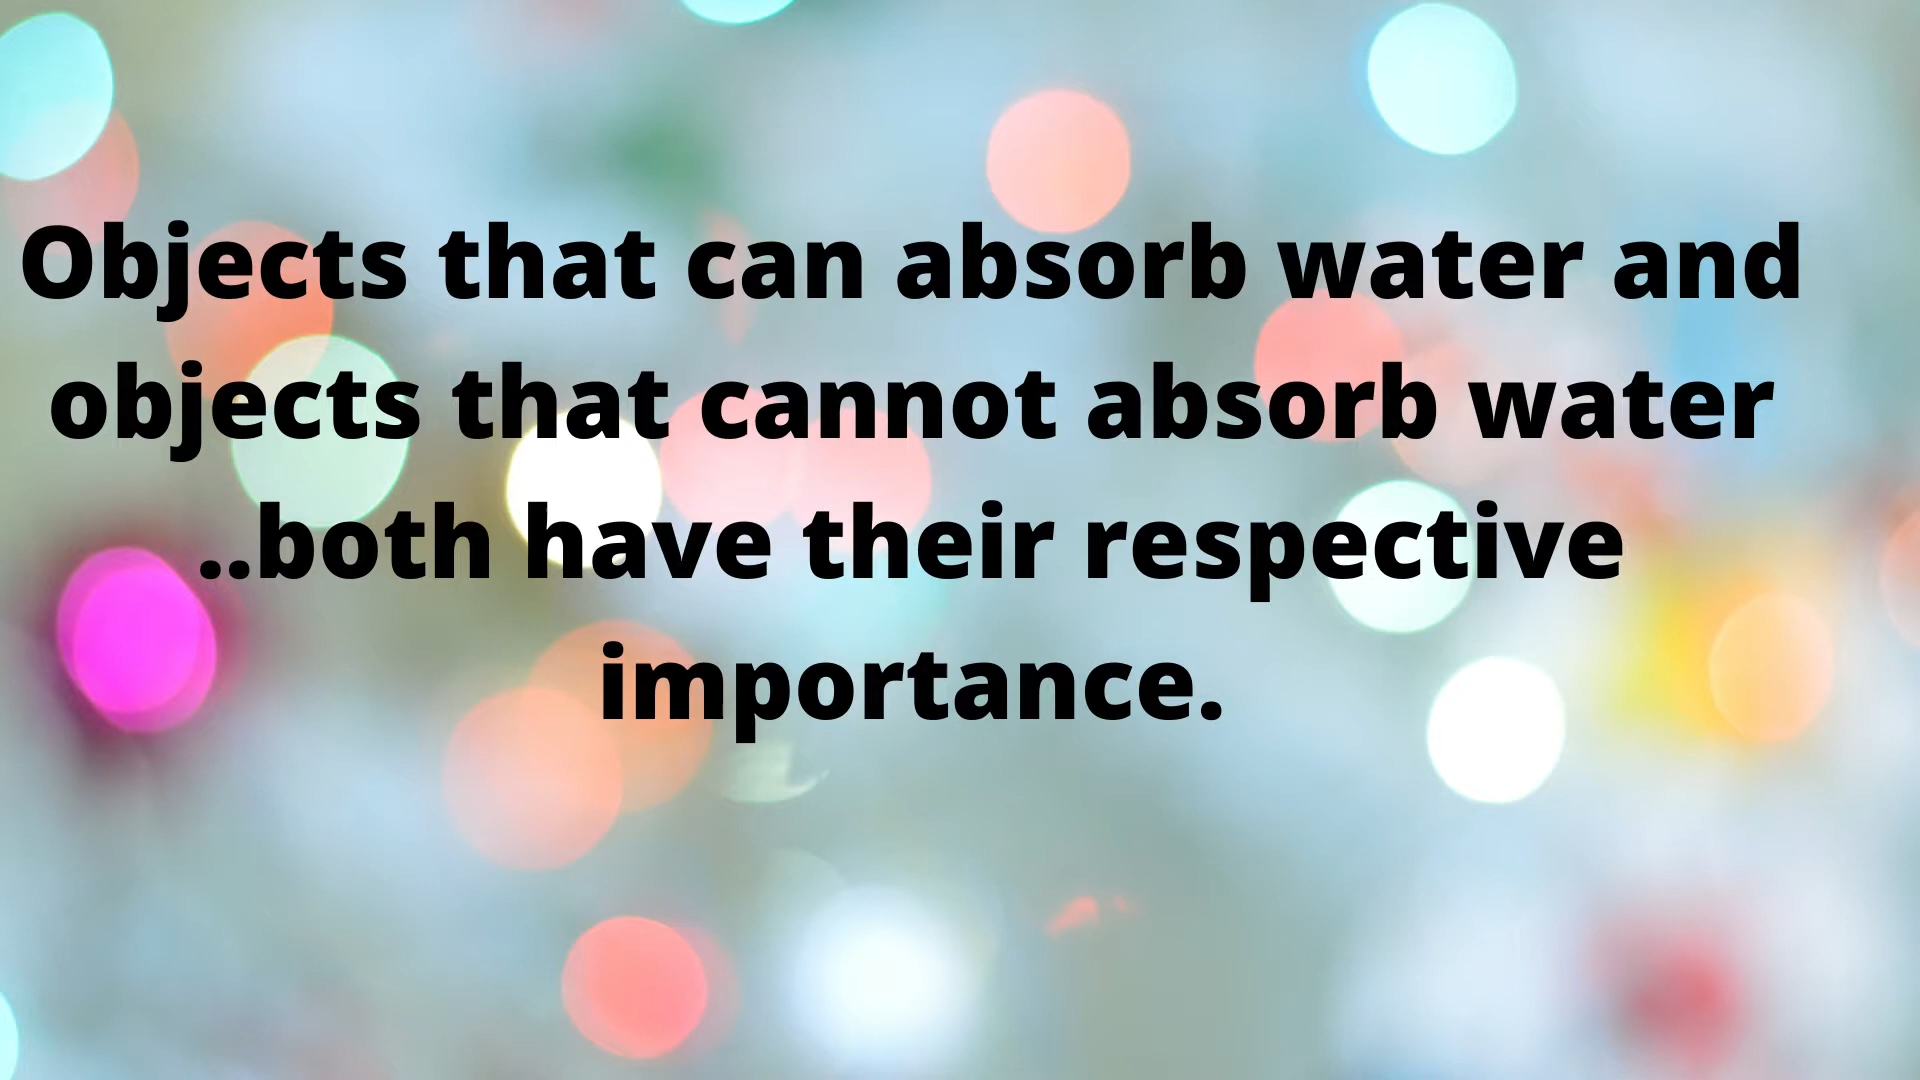 Objects that can absorb water and
objects that cannot absorb water
..both have their respective
importance.